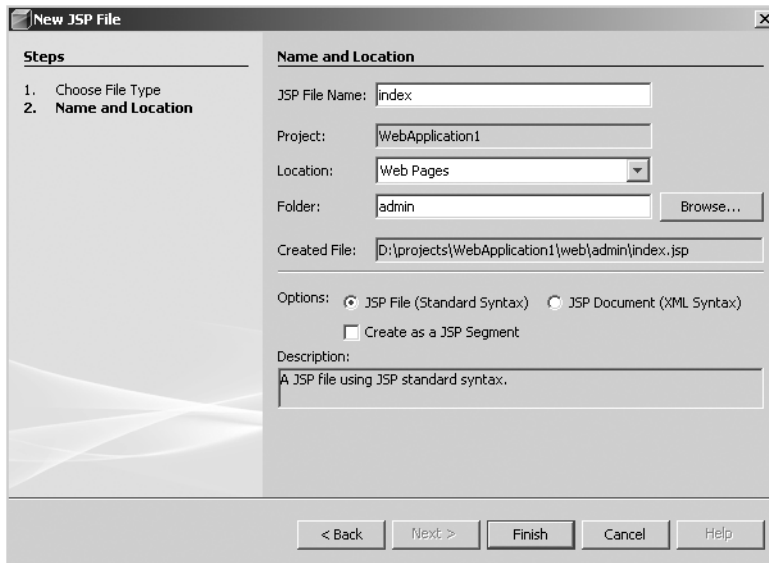 New JSP File
Steps
1. Choose File Type
2. Name and Location
Name and Location
JSP File Name: index
Project: WebApplication1
Location: Web Pages
Folder: admin Browse...
Created File: D:\projects\WebApplication1\web\admin\index.jsp
Options: JSP File (Standard Syntax) JSP Document (XML Syntax)
Create as a JSP Segment
Description:
A JSP file using JSP standard syntax.
< Back Next > Finish Cancel Help